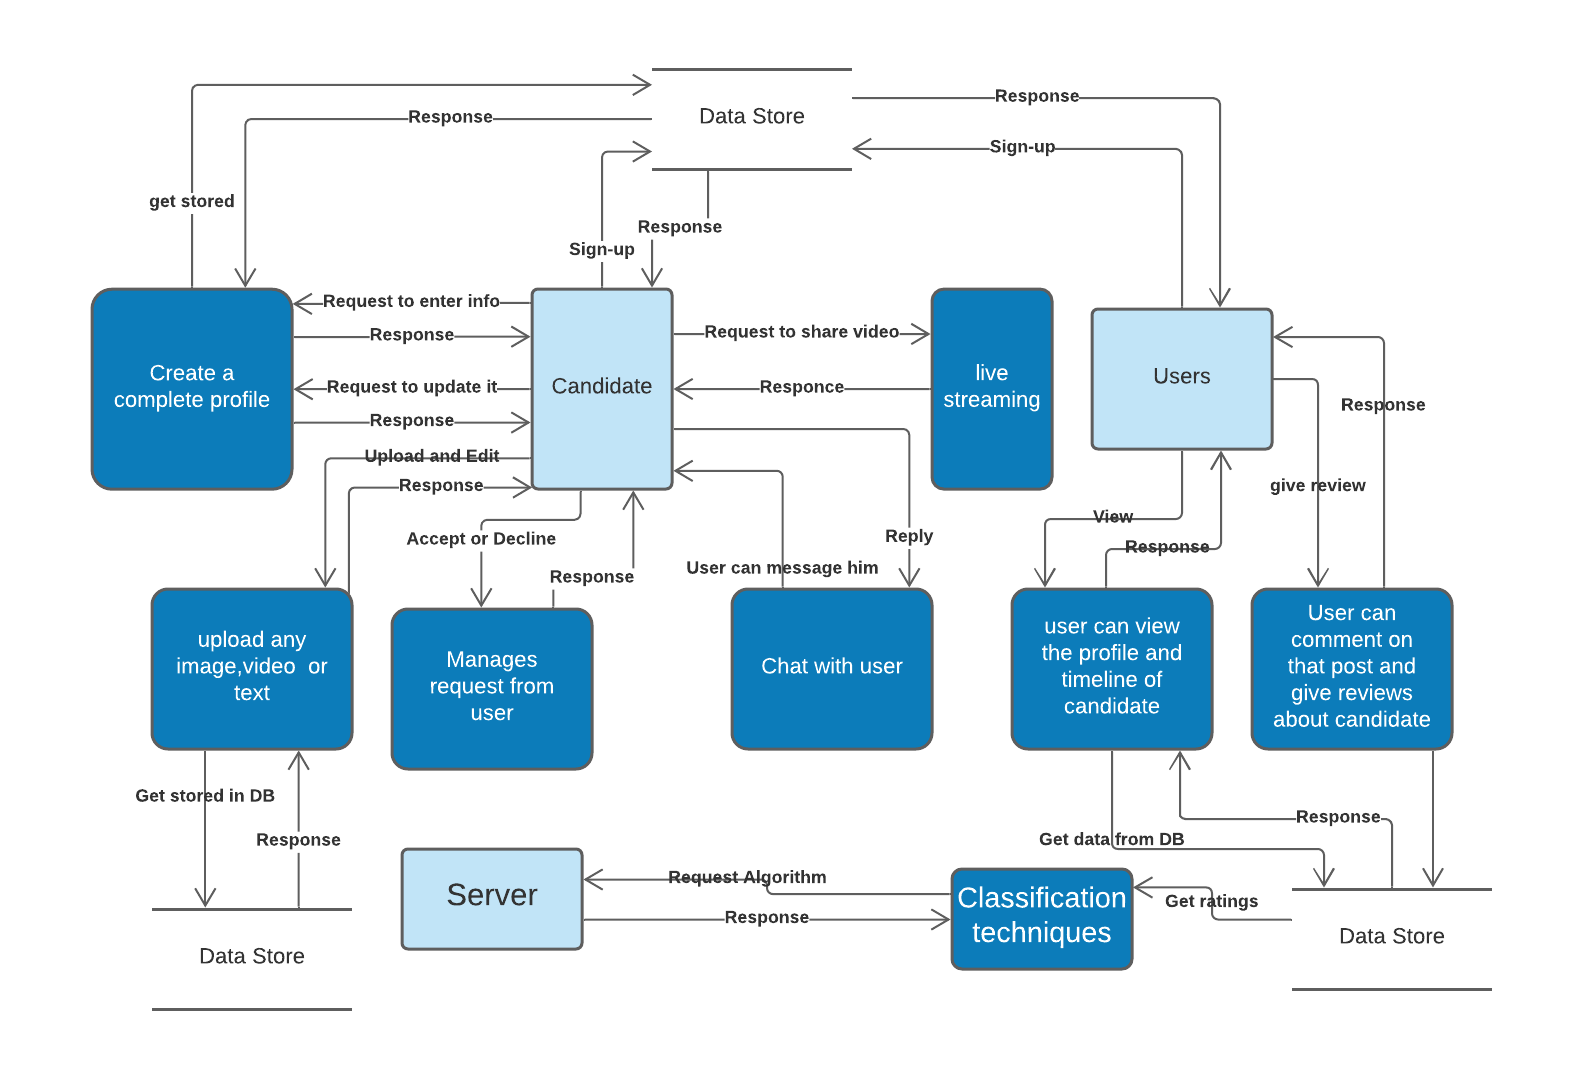 Data Store
Response
Response
Sign-up
get stored
Response
Sign-up
Request to enter info
Response
Request to update it
Response
Upload and Edit
Response
Create a
complete profile
Candidate
Request to share video
Responce
live
streaming
Users
Response
give review
View
Response
Reply
Accept or Decline
User can message him
Response
upload any
image,video  or
text
Manages
request from
user
Chat with user
user can view
the profile and
timeline of
candidate
User can
comment on
that post and
give reviews
about candidate
Get stored in DB
Response
Response
Get data from DB
Server
Request Algorithm
Response
Classification
techniques
Get ratings
Data Store
Data Store